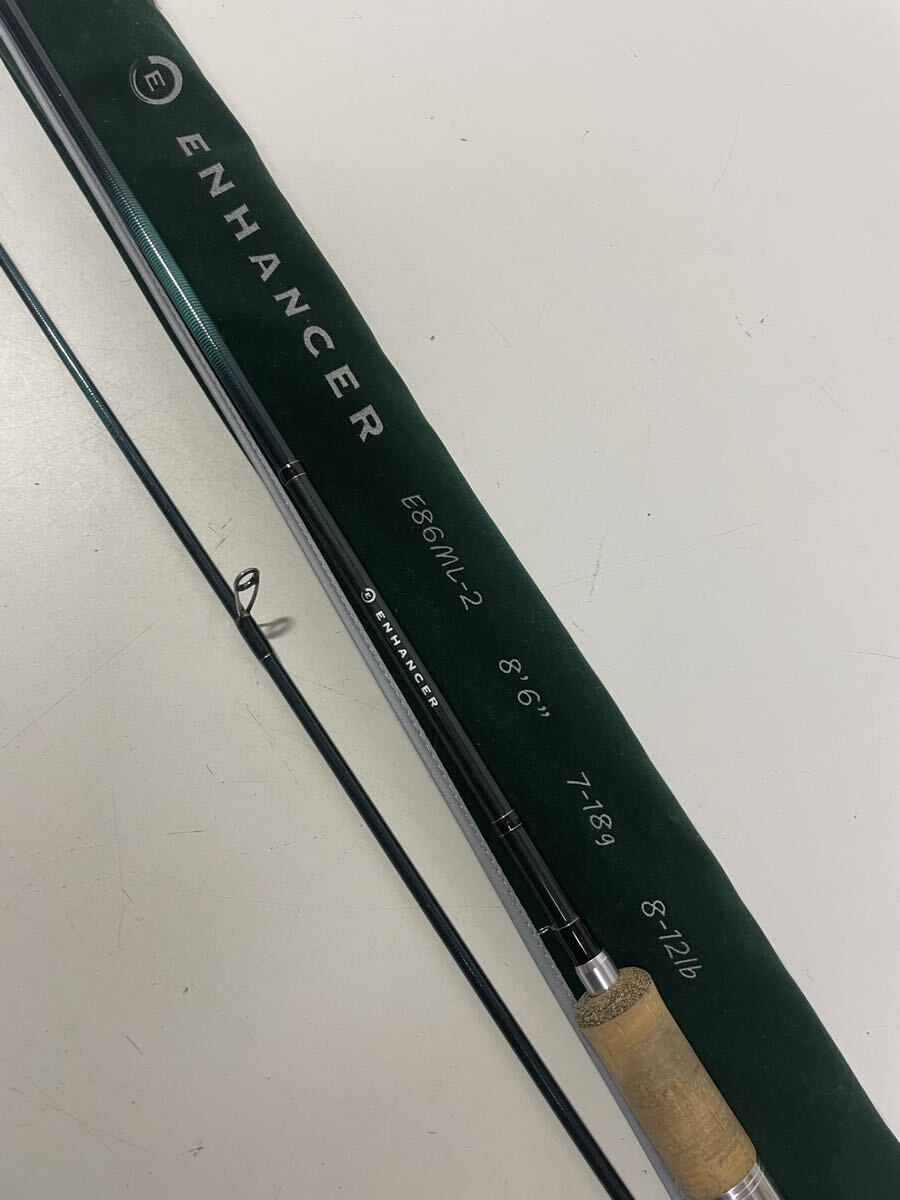 E
ENHANCER
E86ML-2
8'6"
7-18g
8-12lb
E ENHANCER